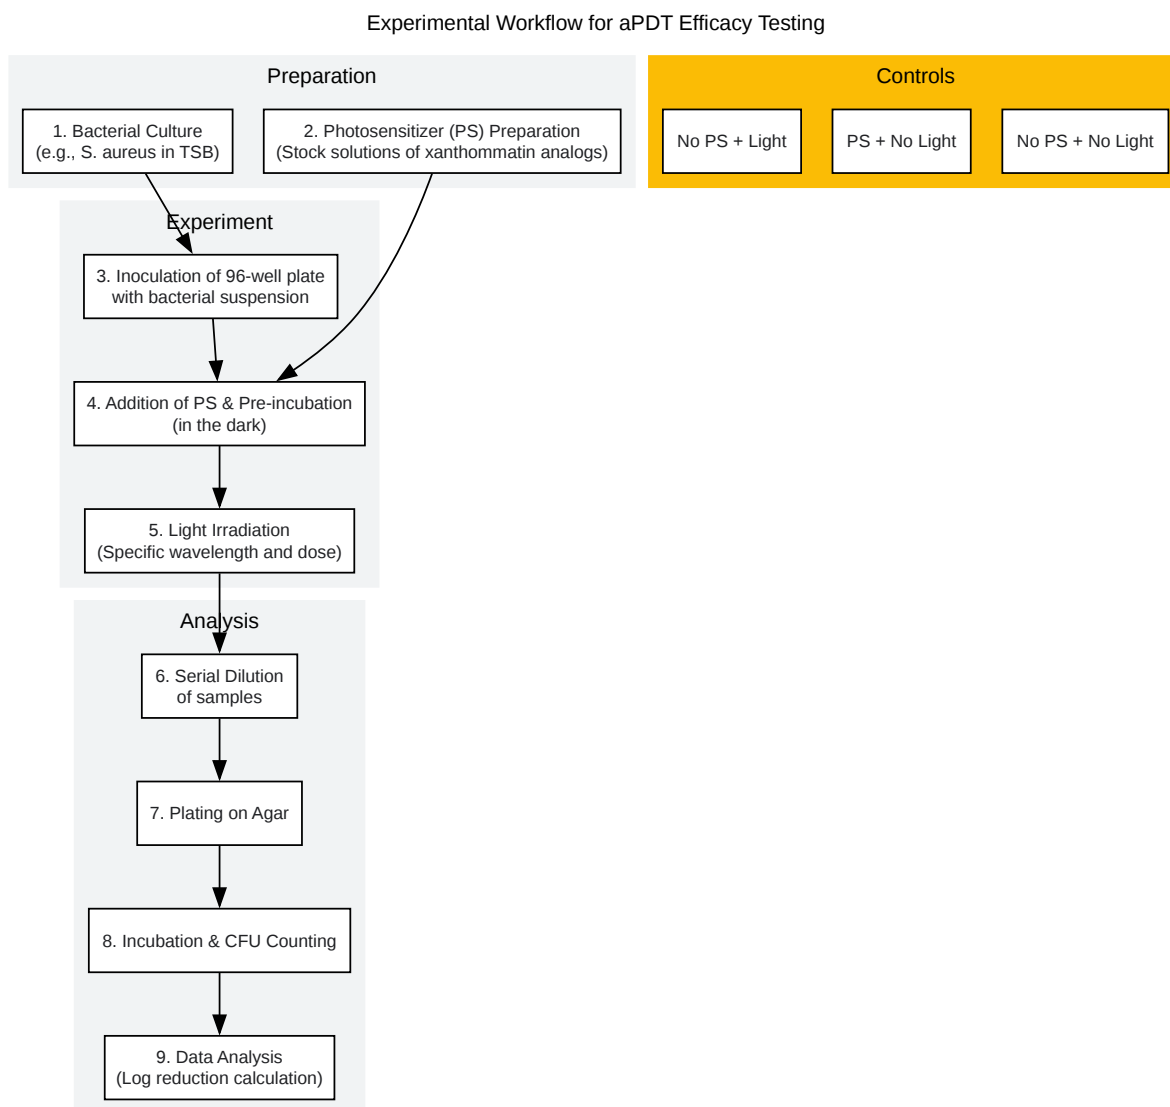 Experimental Workflow for aPDT Efficacy Testing
Preparation
1. Bacterial Culture
(e.g., S. aureus in TSB)
2. Photosensitizer (PS) Preparation
(Stock solutions of xanthommatin analogs)
Controls
No PS + Light
PS + No Light
No PS + No Light
Experiment
3. Inoculation of 96-well plate
with bacterial suspension
4. Addition of PS & Pre-incubation
(in the dark)
5. Light Irradiation
(Specific wavelength and dose)
Analysis
6. Serial Dilution
of samples
7. Plating on Agar
8. Incubation & CFU Counting
9. Data Analysis
(Log reduction calculation)